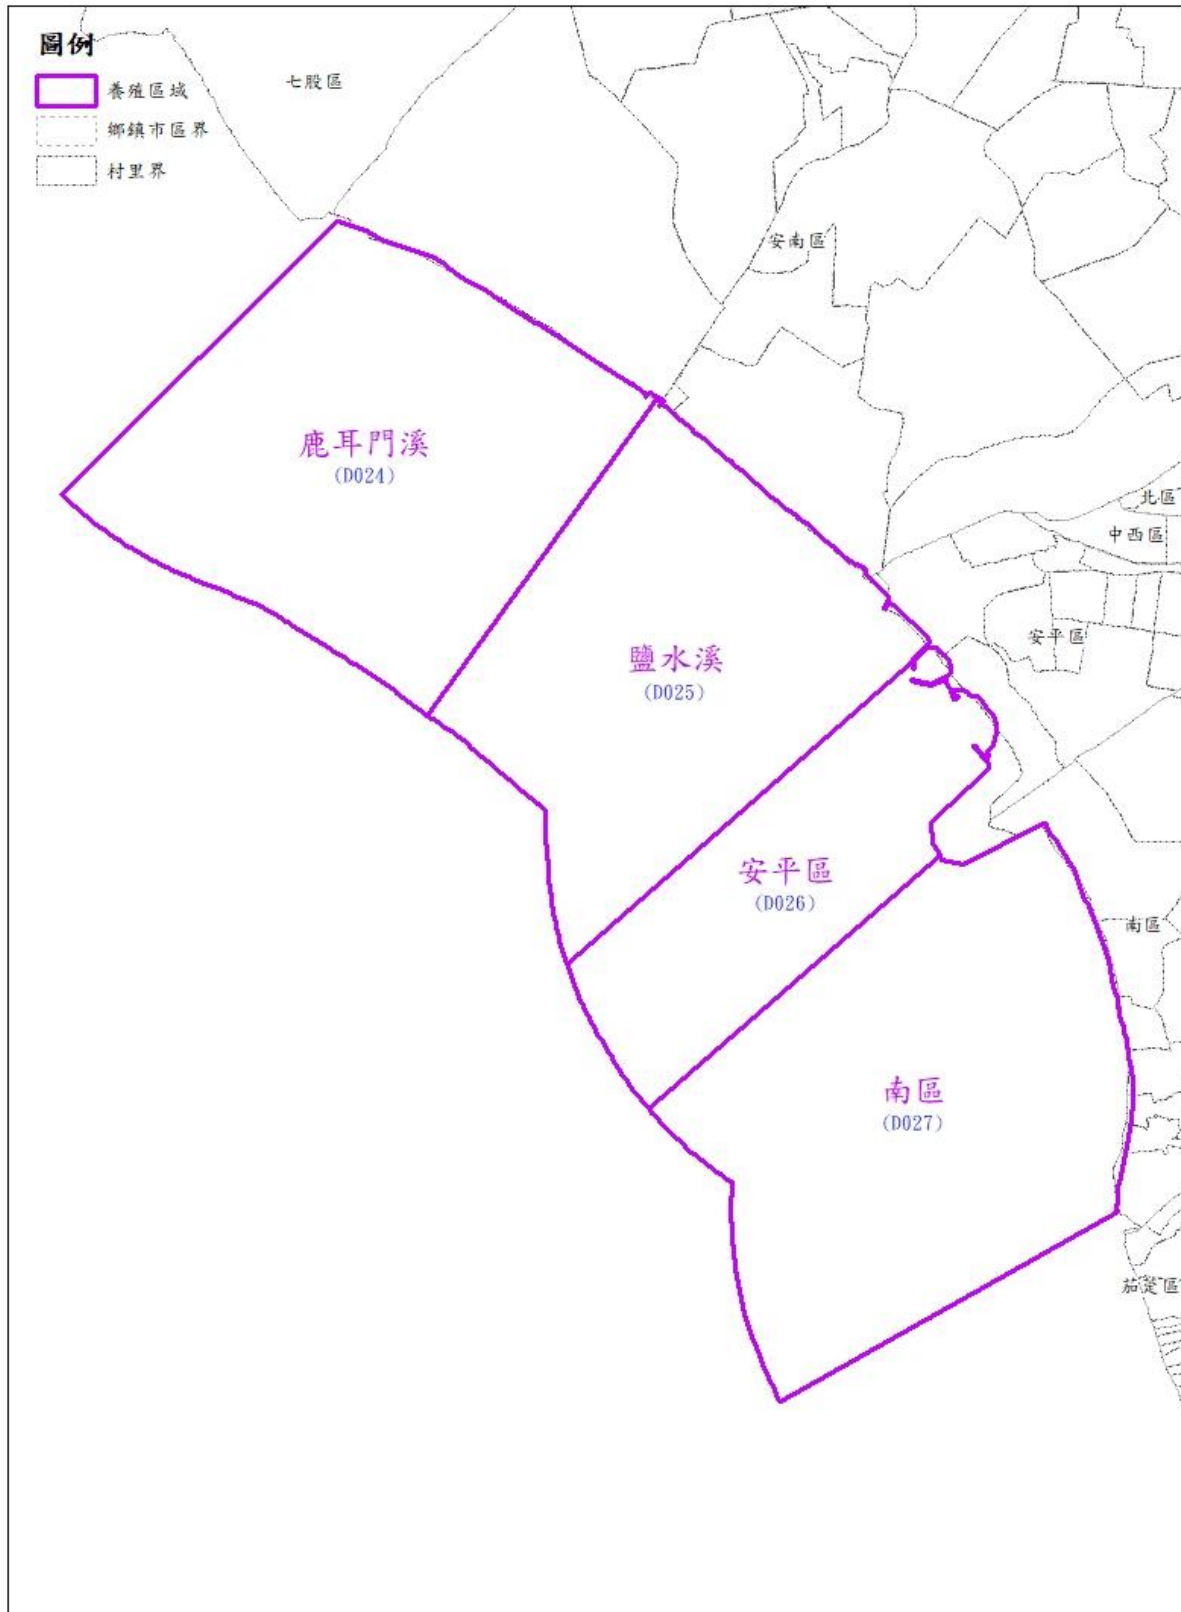 圖例
養殖區域
鄉鎮市區界
村里界
七股區
安南區
鹿耳門溪
(D024)
北區
中西區
安平區
鹽水溪
(D025)
安平區
(D026)
南區
南區
(D027)
茄萣區